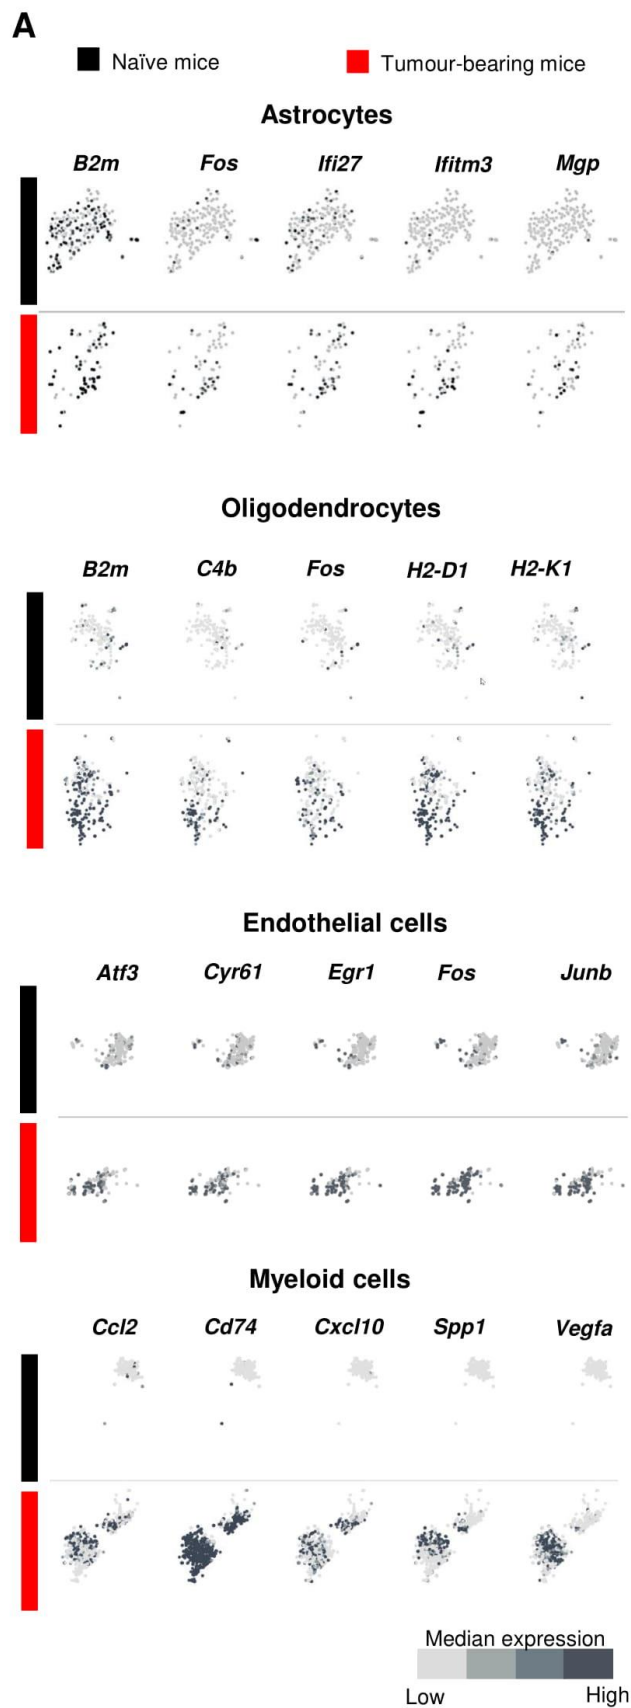 A
Naïve mice Tumour-bearing mice
Astrocytes
B2m Fos Ifi27 Ifitm3 Mgp
Oligodendrocytes
B2m C4b Fos H2-D1 H2-K1
Endothelial cells
Atf3 Cyr61 Egr1 Fos Junb
Myeloid cells
Ccl2 Cd74 Cxcl10 Spp1 Vegfa
Median expression
Low High